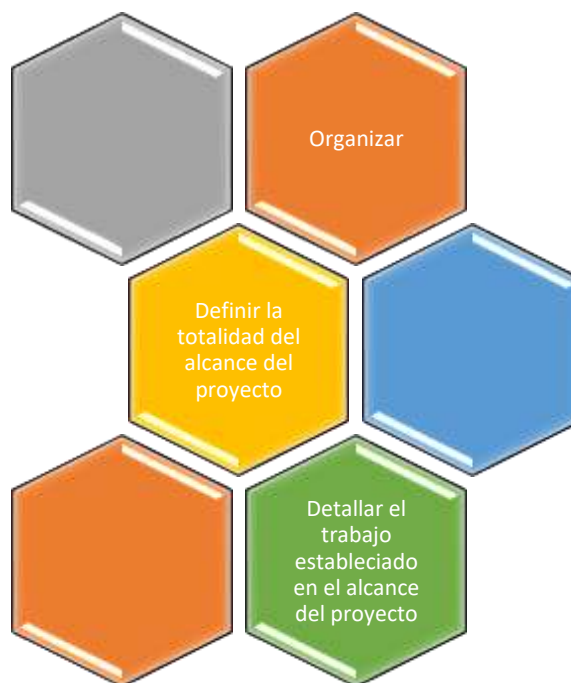 Organizar
Definir la
totalidad del
alcance del
proyecto
Detallar el
trabajo
estableciado
en el alcance
del proyecto